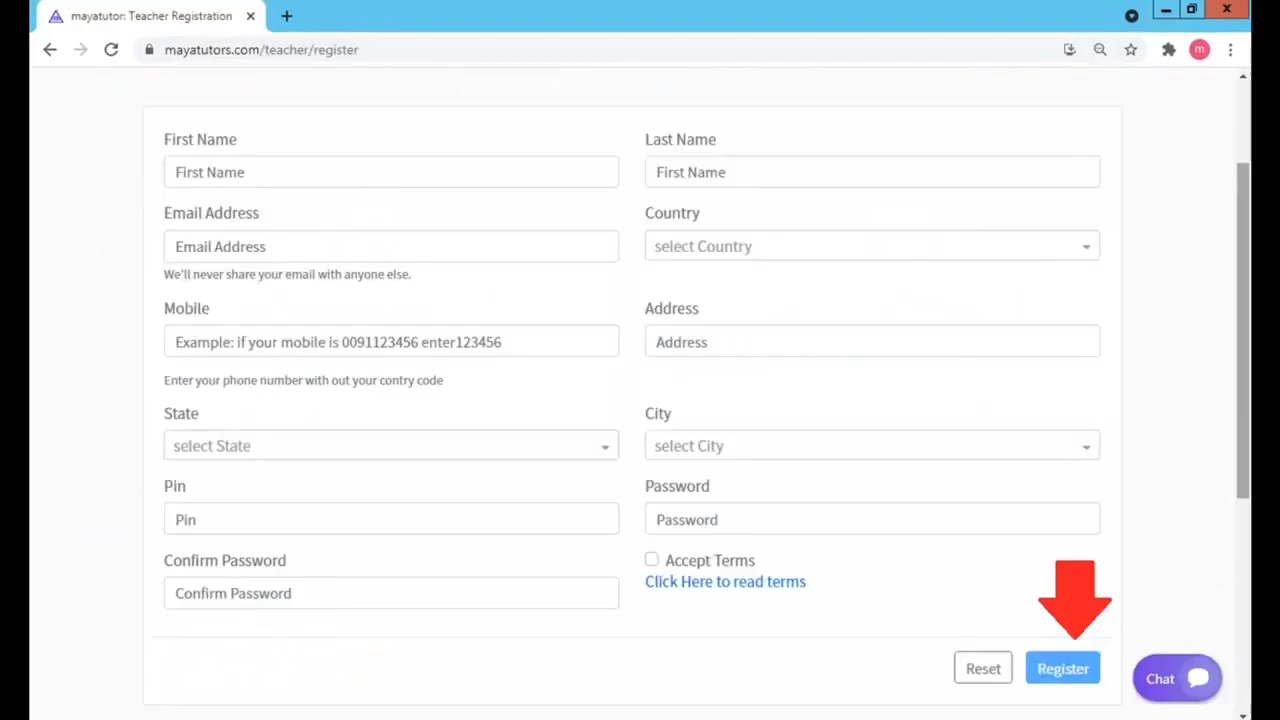 mayatutor: Teacher Registration
mayatutors.com/teacher/register
m
First Name
Last Name
First Name
First Name
Email Address
Country
Email Address
select Country
We'll never share your email with anyone else.
Mobile
Address
Example: if your mobile is 0091123456 enter123456
Address
Enter your phone number with out your contry code
State
City
select State
select City
Pin
Password
Pin
Password
Confirm Password
Accept Terms
Click Here to read terms
Confirm Password
Reset
Register
Chat